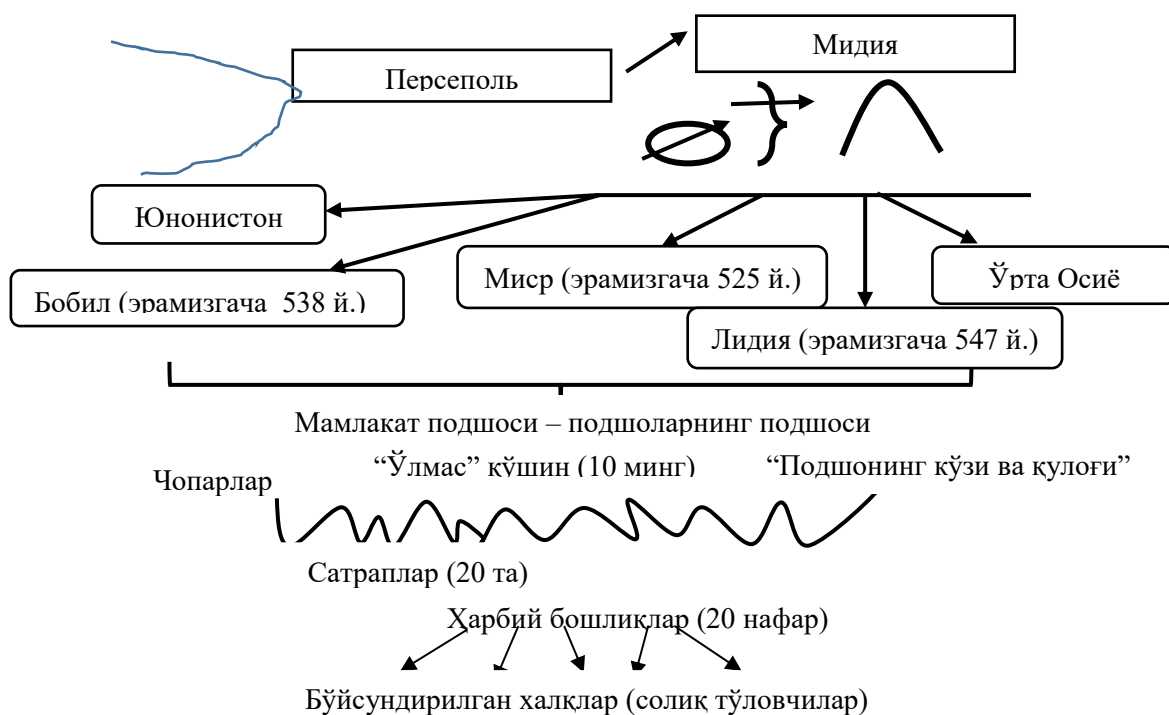 Мидия
Персеполь
Юнонистон
Бобил (эрамизгача 538 й.)
Миср (эрамизгача 525 й.)
Ўрта Осиё
Лидия (эрамизгача 547 й.)
Мамлакат подшоси – подшоларнинг подшоси
“Ўлмас” қўшин (10 минг)
“Подшонинг кўзи ва қулоғи”
Чопарлар
Сатраплар (20 та)
Ҳарбий бошлиқлар (20 нафар)
Бўйсундирилган халқлар (солиқ тўловчилар)